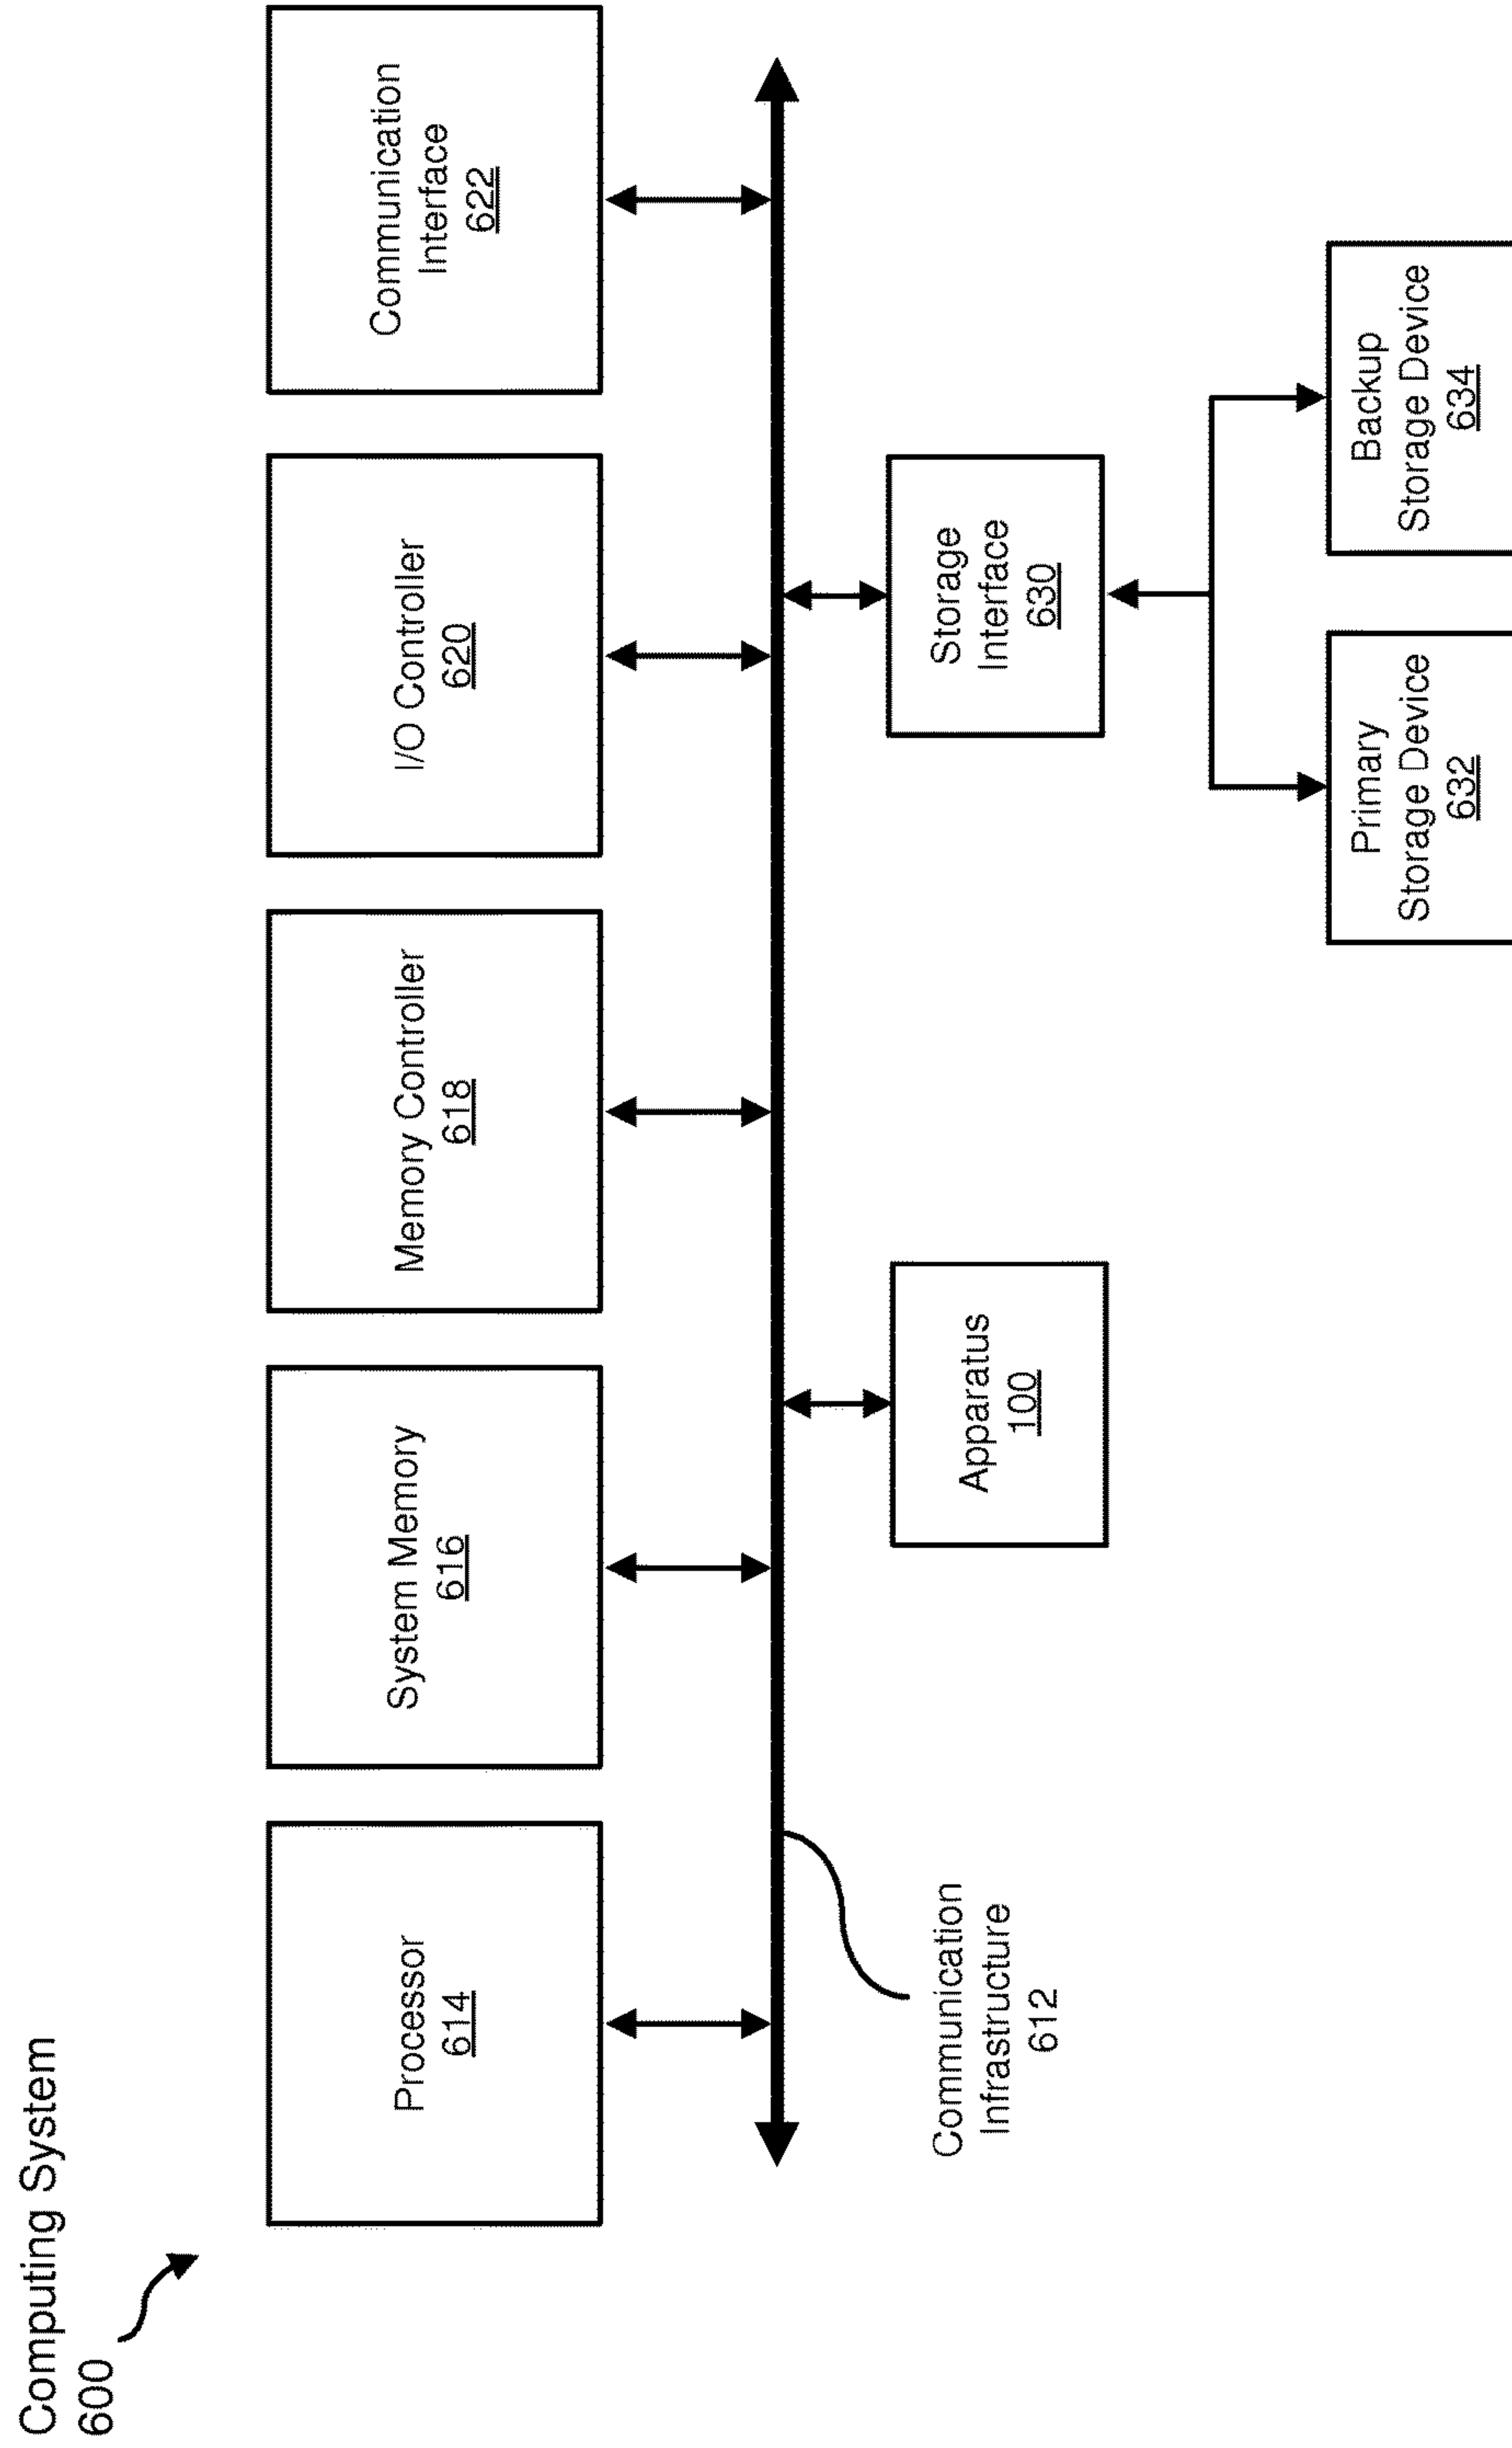 Computing System
600
Processor
614
System Memory
616
Memory Controller
618
I/O Controller
620
Communication
Interface
622
Communication
Infrastructure
612
Apparatus
100
Storage
Interface
630
Primary
Storage Device
632
Backup
Storage Device
634